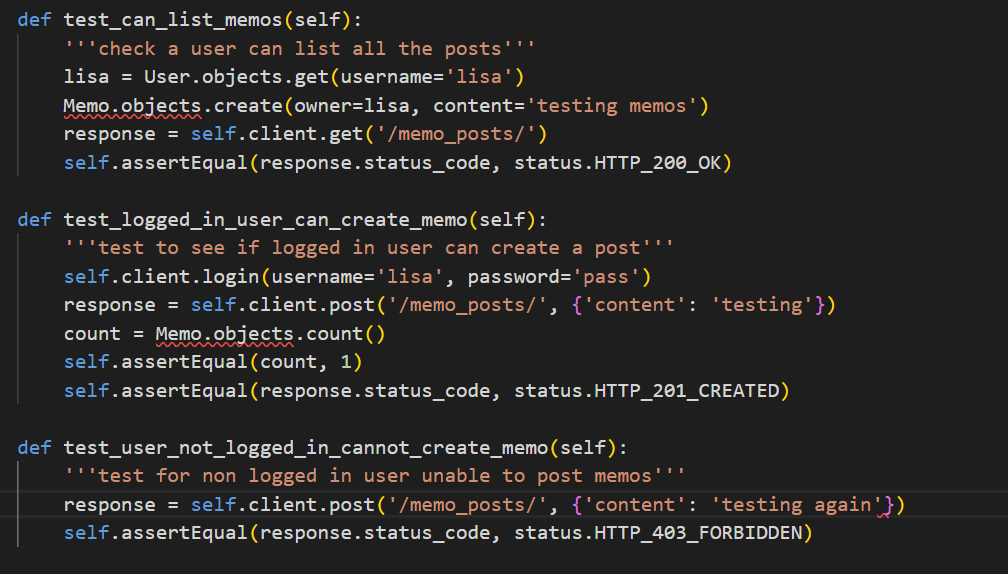 def test_can_list_memos(self):
    '''check a user can list all the posts'''
    lisa = User.objects.get(username='lisa')
    Memo.objects.create(owner=lisa, content='testing memos')
    response = self.client.get('/memo_posts/')
    self.assertEqual(response.status_code, status.HTTP_200_OK)

def test_logged_in_user_can_create_memo(self):
    '''test to see if logged in user can create a post'''
    self.client.login(username='lisa', password='pass')
    response = self.client.post('/memo_posts/', {'content': 'testing'})
    count = Memo.objects.count()
    self.assertEqual(count, 1)
    self.assertEqual(response.status_code, status.HTTP_201_CREATED)

def test_user_not_logged_in_cannot_create_memo(self):
    '''test for non logged in user unable to post memos'''
    response = self.client.post('/memo_posts/', {'content': 'testing again'})
    self.assertEqual(response.status_code, status.HTTP_403_FORBIDDEN)